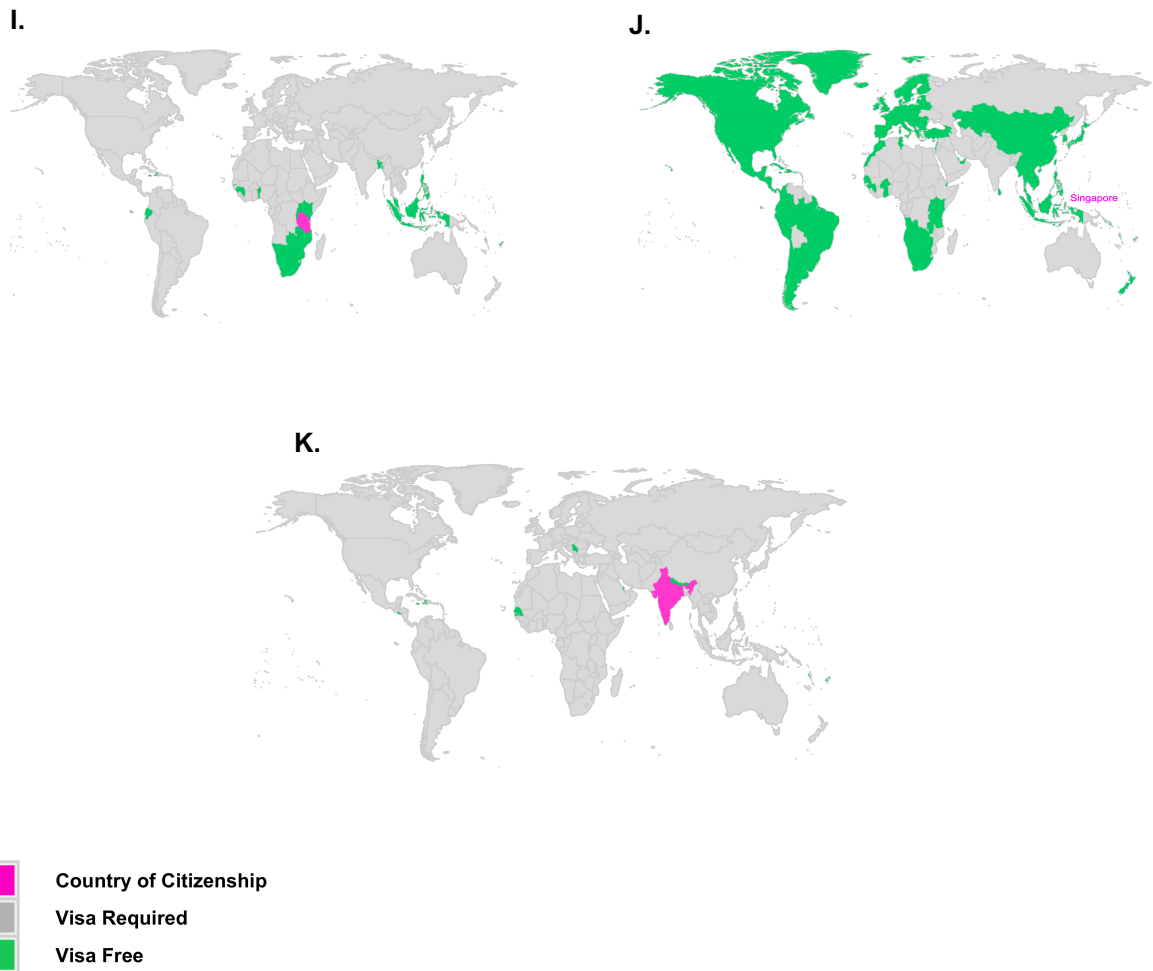 I.
J.
Singapore
K.
Country of Citizenship
Visa Required
Visa Free